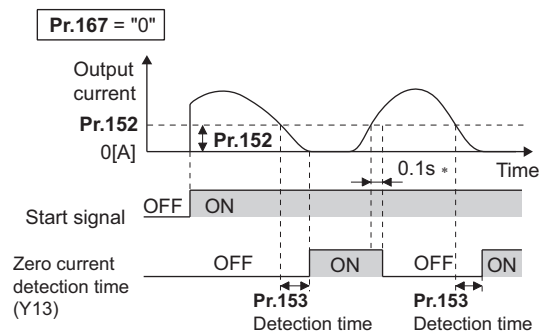 Pr.167 = "0"
Output
current
Pr.152
Pr.152
0[A]
0.1s *
Time
Start signal
OFF
ON
Zero current
detection time
(Y13)
OFF
ON
OFF
ON
Pr.153
Detection time
Pr.153
Detection time